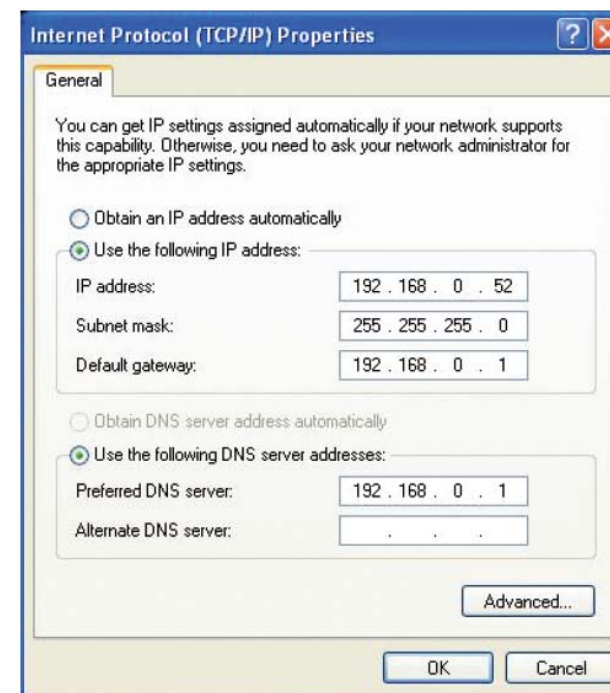 Internet Protocol (TCP/IP) Properties
General
You can get IP settings assigned automatically if your network supports
this capability. Otherwise, you need to ask your network administrator for
the appropriate IP settings.
Obtain an IP address automatically
Use the following IP address:
IP address: 192 . 168 . 0 . 52
Subnet mask: 255 . 255 . 255 . 0
Default gateway: 192 . 168 . 0 . 1
Obtain DNS server address automatically
Use the following DNS server addresses:
Preferred DNS server: 192 . 168 . 0 . 1
Alternate DNS server: . . .
Advanced...
OK Cancel